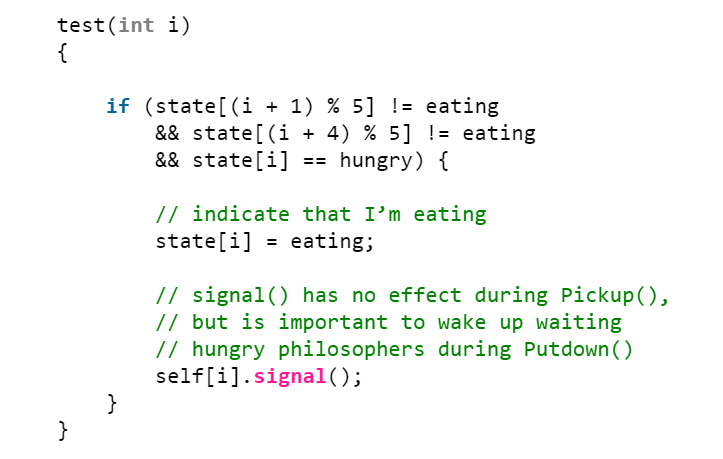 test(int i)
{
if (state[(i + 1) % 5] != eating
&& state[(i + 4) % 5] != eating
&& state[i] == hungry) {
// indicate that I’m eating
state[i] = eating;
// signal() has no effect during Pickup(),
// but is important to wake up waiting
// hungry philosophers during Putdown()
self[i].signal();
}
}